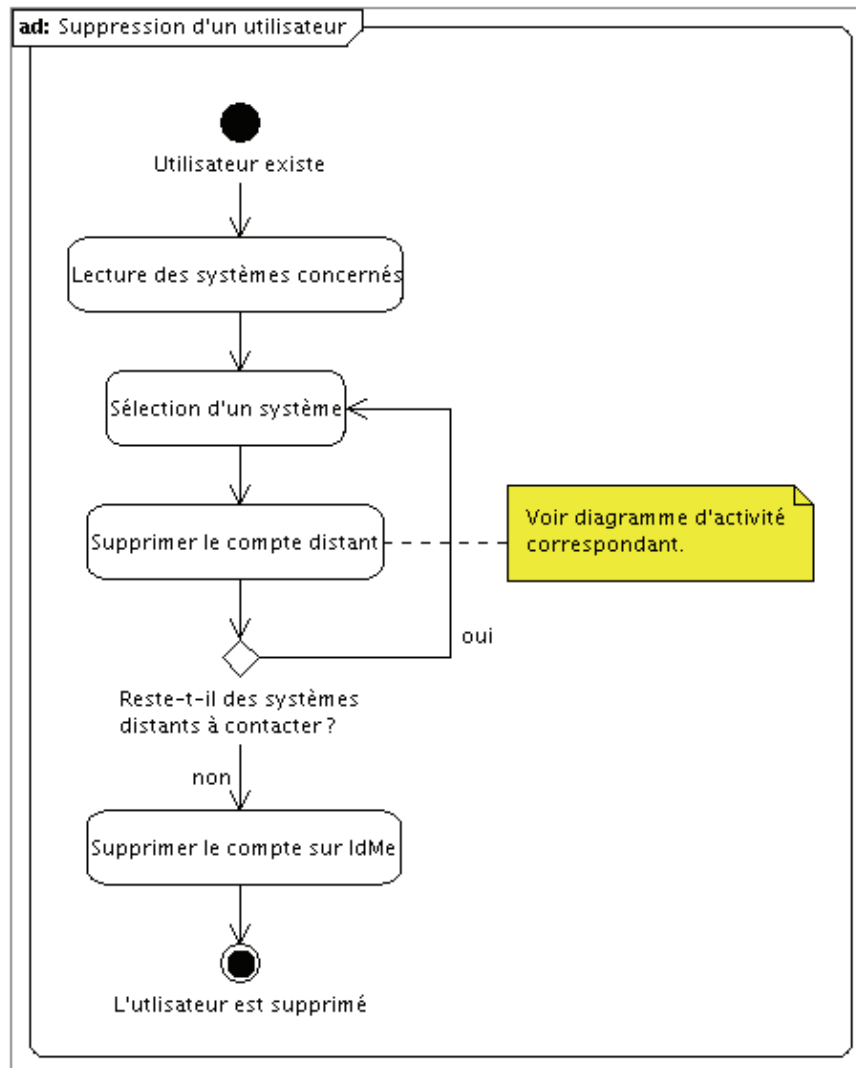 ad: Suppression d'un utilisateur
Utilisateur existe
Lecture des systèmes concernés
Sélection d'un système
Supprimer le compte distant
Voir diagramme d'activité
correspondant.
oui
Reste-t-il des systèmes
distants à contacter ?
non
Supprimer le compte sur IdMe
L'utlisateur est supprimé